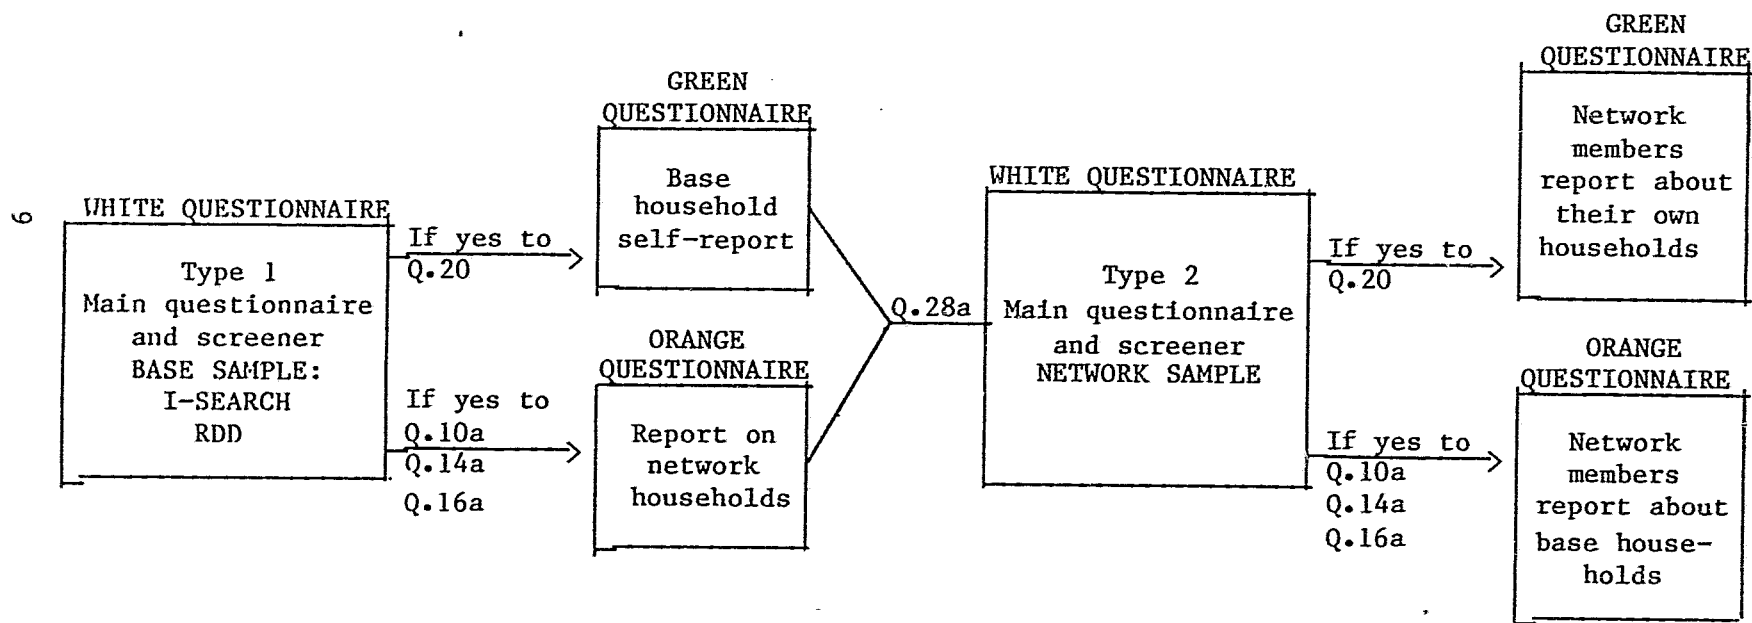 6
WHITE QUESTIONNAIRE
Type 1
Main questionnaire
and screener
BASE SAMPLE:
I-SEARCH
RDD
If yes to
Q.20
If yes to
Q.10a
Q.14a
Q.16a
GREEN
QUESTIONNAIRE
Base
household
self-report
ORANGE
QUESTIONNAIRE
Report on
network
households
Q.28a
WHITE QUESTIONNAIRE
Type 2
Main questionnaire
and screener
NETWORK SAMPLE
If yes to
Q.20
If yes to
Q.10a
Q.14a
Q.16a
GREEN
QUESTIONNAIRE
Network
members
report about
their own
households
ORANGE
QUESTIONNAIRE
Network
members
report about
base house-
holds